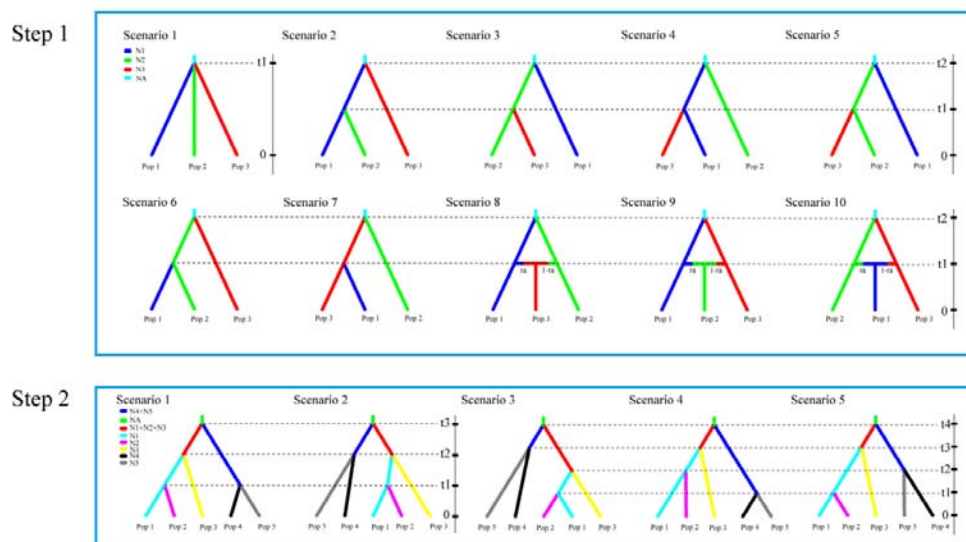 Step 1
Scenario 1 Scenario 2 Scenario 3 Scenario 4 Scenario 5
N1
N2
N3
NA
t1
0
t2
t1
0
Pop 1 Pop 2 Pop 3 Pop 1 Pop 2 Pop 3 Pop 2 Pop 3 Pop 1 Pop 3 Pop 1 Pop 2 Pop 3 Pop 2 Pop 1
Scenario 6 Scenario 7 Scenario 8 Scenario 9 Scenario 10
t2
ra 1-ra ra 1-ra ra 1-ra t1
0
Pop 1 Pop 2 Pop 3 Pop 3 Pop 1 Pop 2 Pop 1 Pop 3 Pop 2 Pop 1 Pop 2 Pop 3 Pop 2 Pop 1 Pop 3
Step 2
Scenario 1 Scenario 2 Scenario 3 Scenario 4 Scenario 5
N4+N5
NA
N1+N2+N3
N1
N2
N3
N4
N5
t3
t2
t1
0
t4
t3
t2
t1
0
Pop 1 Pop 2 Pop 3 Pop 4 Pop 5 Pop 5 Pop 4 Pop 1 Pop 2 Pop 3 Pop 5 Pop 4 Pop 2 Pop 1 Pop 3 Pop 1 Pop 2 Pop 3 Pop 4 Pop 5 Pop 1 Pop 2 Pop 3 Pop 5 Pop 4